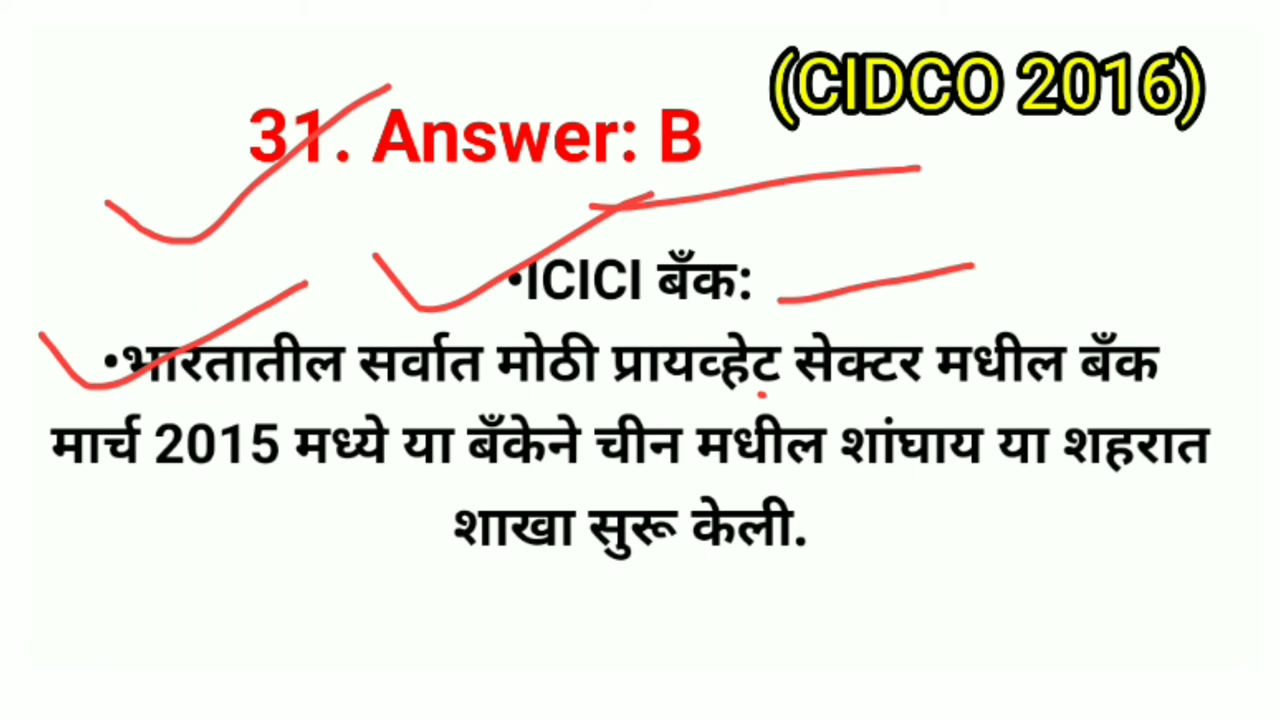 (CIDCO 2016)
31. Answer: B
•ICICI बँक:
•भारतातील सर्वात मोठी प्रायव्हेट सेक्टर मधील बँक
मार्च 2015 मध्ये या बँकेने चीन मधील शांघाय या शहरात
शाखा सुरू केली.